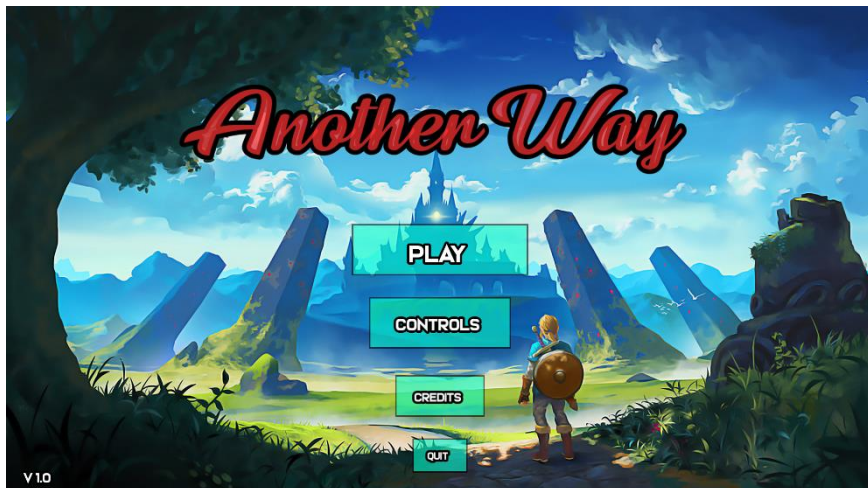 Another Way
PLAY
CONTROLS
CREDITS
QUIT
V 1.0